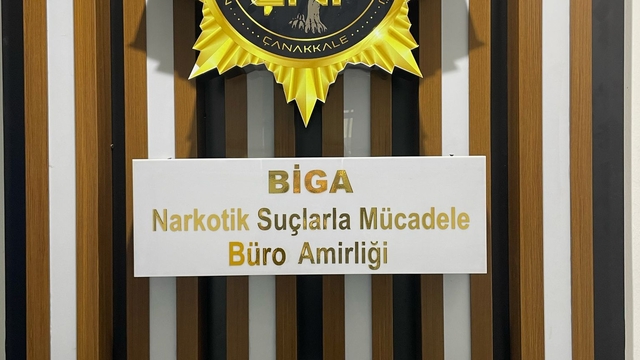 ÇANAKKALE
BİGA
Narkotik Suçlarla Mücadele
Büro Amirliği